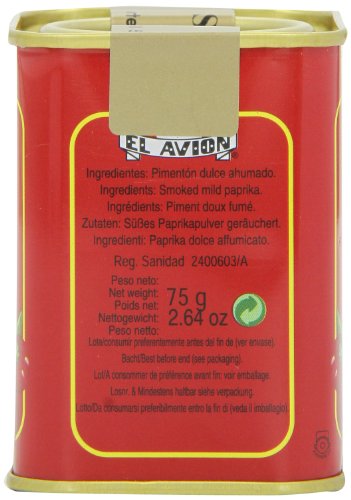 EL AVION®
Ingredientes: Pimentón dulce ahumado.
Ingredients: Smoked mild paprika.
Ingrédients: Piment doux fumé.
Zutaten: Süßes Paprikapulver geräuchert.
Ingredienti: Paprika dolce affumicato.
Reg. Sanidad 2400603/A
Peso neto:
Net weight: 75 g
Poids net:
Nettogewicht: 2.64 oz
Peso netto:
Lote/consumir preferentemente antes del fin de (ver envase).
Bacht/Best before end (see packaging).
Lot/A consommer de préférence avant fin: voir emballage.
Losnr. & Mindestens haltbar siehe verpackung.
Lotto/Da consumarsi preferibilmente entro la fin di (veda il imballagio).